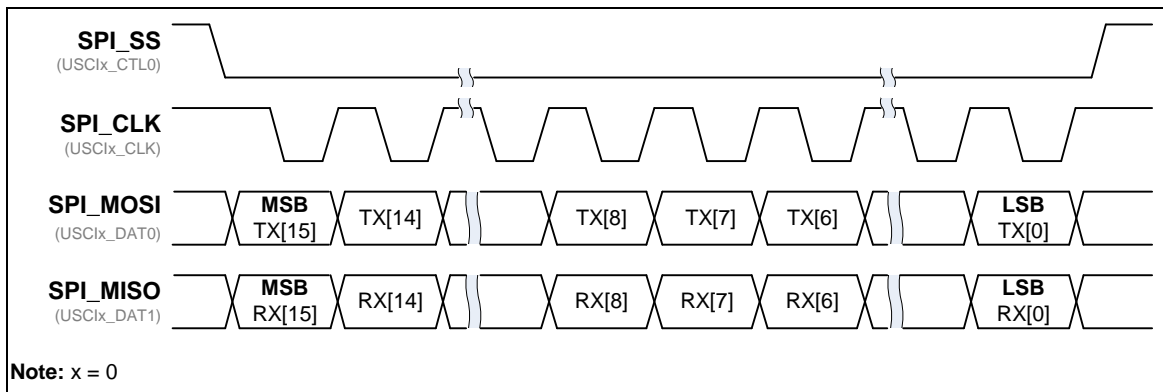 SPI_SS
(USCIx_CTL0)
SPI_CLK
(USCIx_CLK)
SPI_MOSI
(USCIx_DAT0)
MSB
TX[15]
TX[14]
TX[8]
TX[7]
TX[6]
LSB
TX[0]
SPI_MISO
(USCIx_DAT1)
MSB
RX[15]
RX[14]
RX[8]
RX[7]
RX[6]
LSB
RX[0]
Note: x = 0